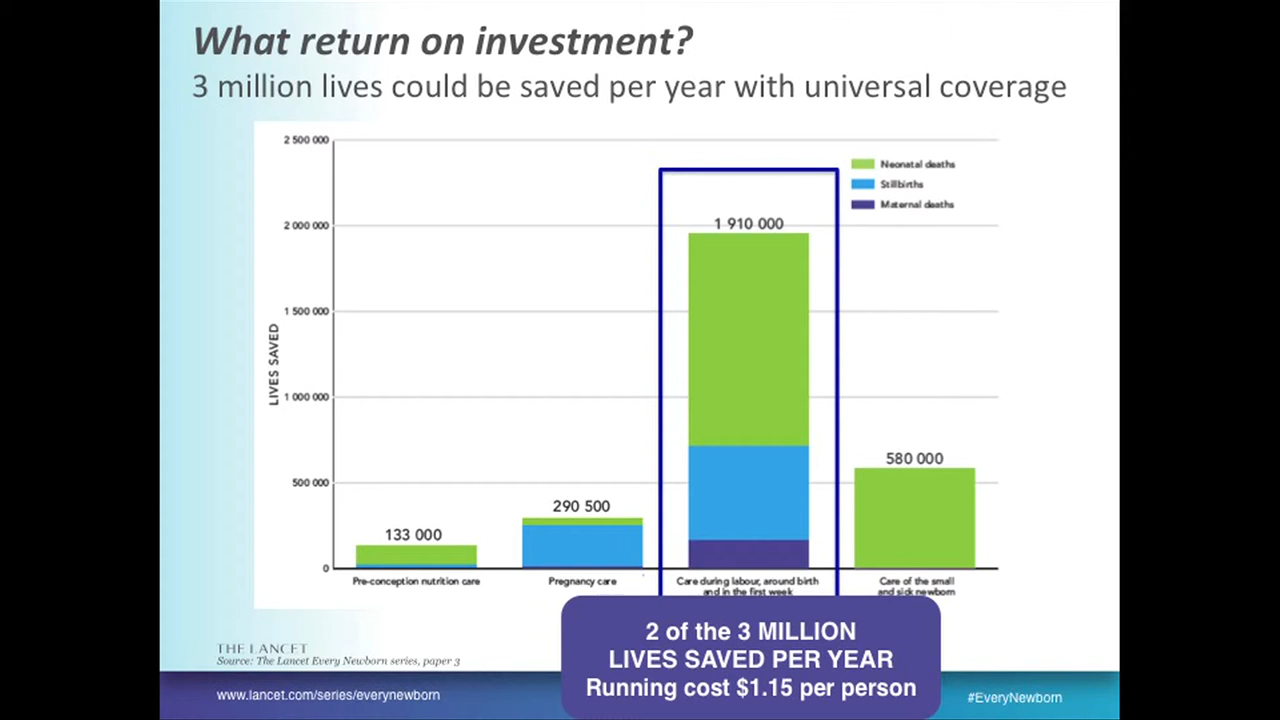 What return on investment?
3 million lives could be saved per year with universal coverage
2 500 000
2 000 000
1 500 000
1 000 000
500 000
0
LIVES SAVED
Neonatal deaths
Stillbirths
Maternal deaths
133 000
290 500
1 910 000
580 000
Pre-conception nutrition care
Pregnancy care
Care during labour, around birth
and in the first week
Care of the small
and sick newborn
2 of the 3 MILLION
LIVES SAVED PER YEAR
Running cost $1.15 per person
THE LANCET
Source: The Lancet Every Newborn series, paper 3
www.lancet.com/series/everynewborn
#EveryNewborn